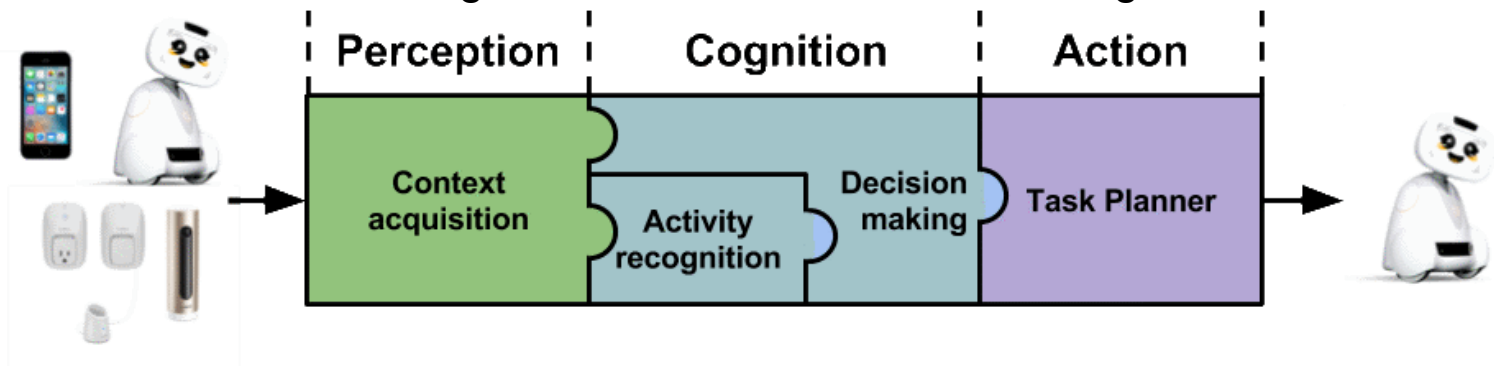 Perception
Cognition
Action
Context
acquisition
Activity
recognition
Decision
making
Task Planner